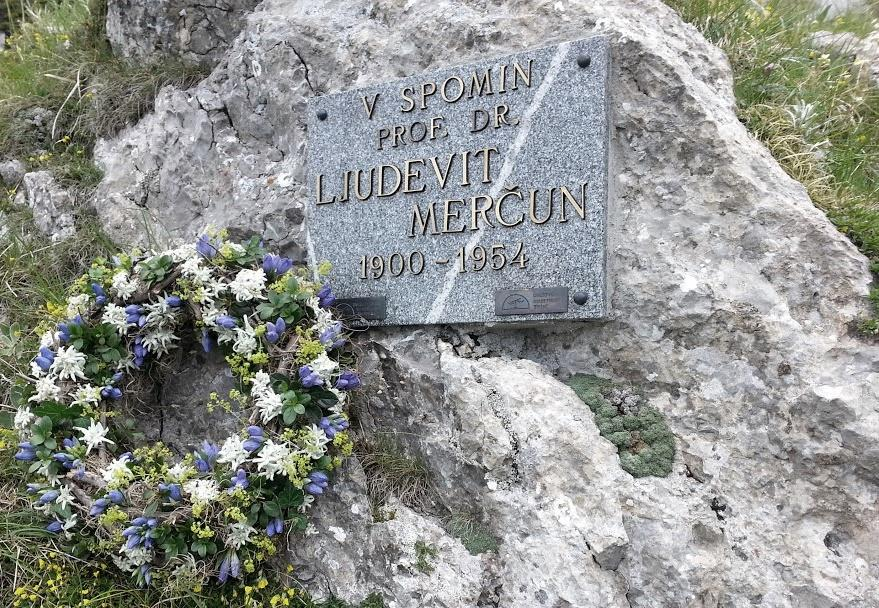 V SPOMIN
PROF. DR.
LJUDEVIT
MERČUN
1900 – 1954